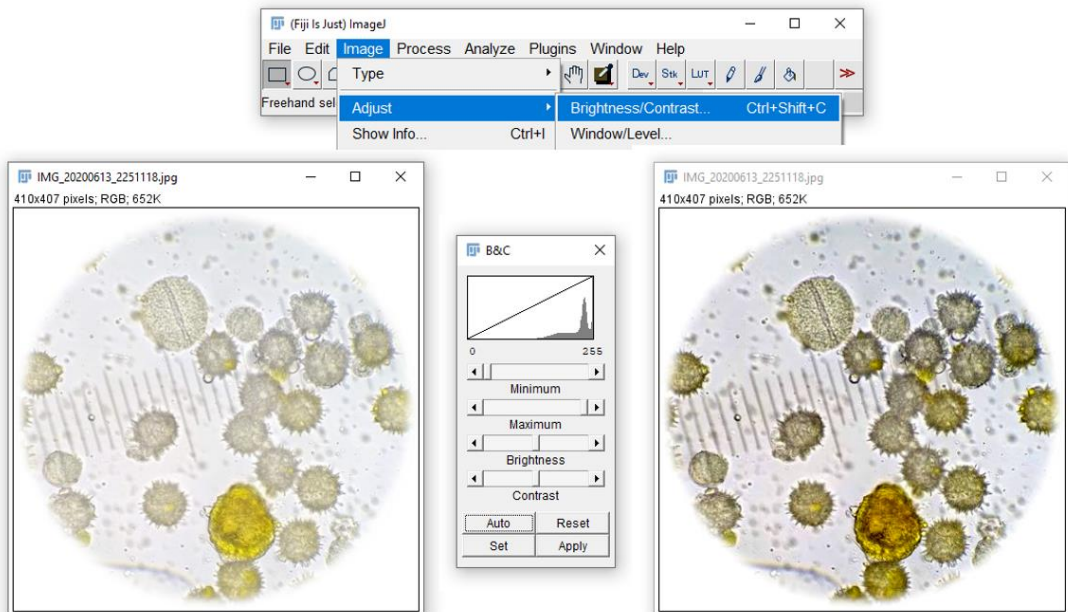 (Fiji Is Just) ImageJ
File Edit Image Process Analyze Plugins Window Help
Type
Dev Stk LUT
Freehand sel
Adjust
Brightness/Contrast... Ctrl+Shift+C
Show Info... Ctrl+I
Window/Level...
IMG_20200613_2251118.jpg
410x407 pixels; RGB; 652K
B&C
0 255
Minimum
Maximum
Brightness
Contrast
Auto Reset
Set Apply
IMG_20200613_2251118.jpg
410x407 pixels; RGB; 652K